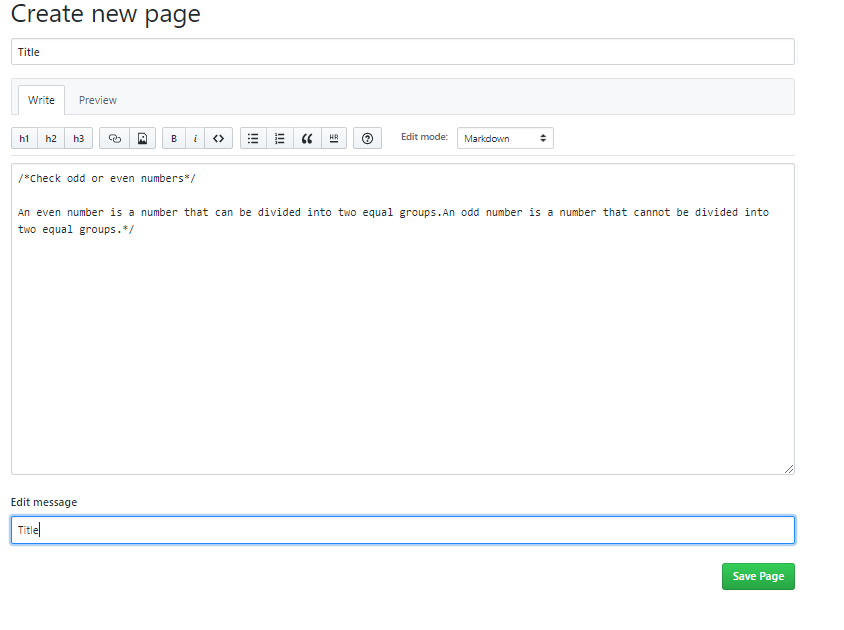 Create new page
Title
Write Preview
h1 h2 h3 B i <> HR Edit mode: Markdown
/*Check odd or even numbers*/
An even number is a number that can be divided into two equal groups.An odd number is a number that cannot be divided into
two equal groups.*/
Edit message
Title
Save Page